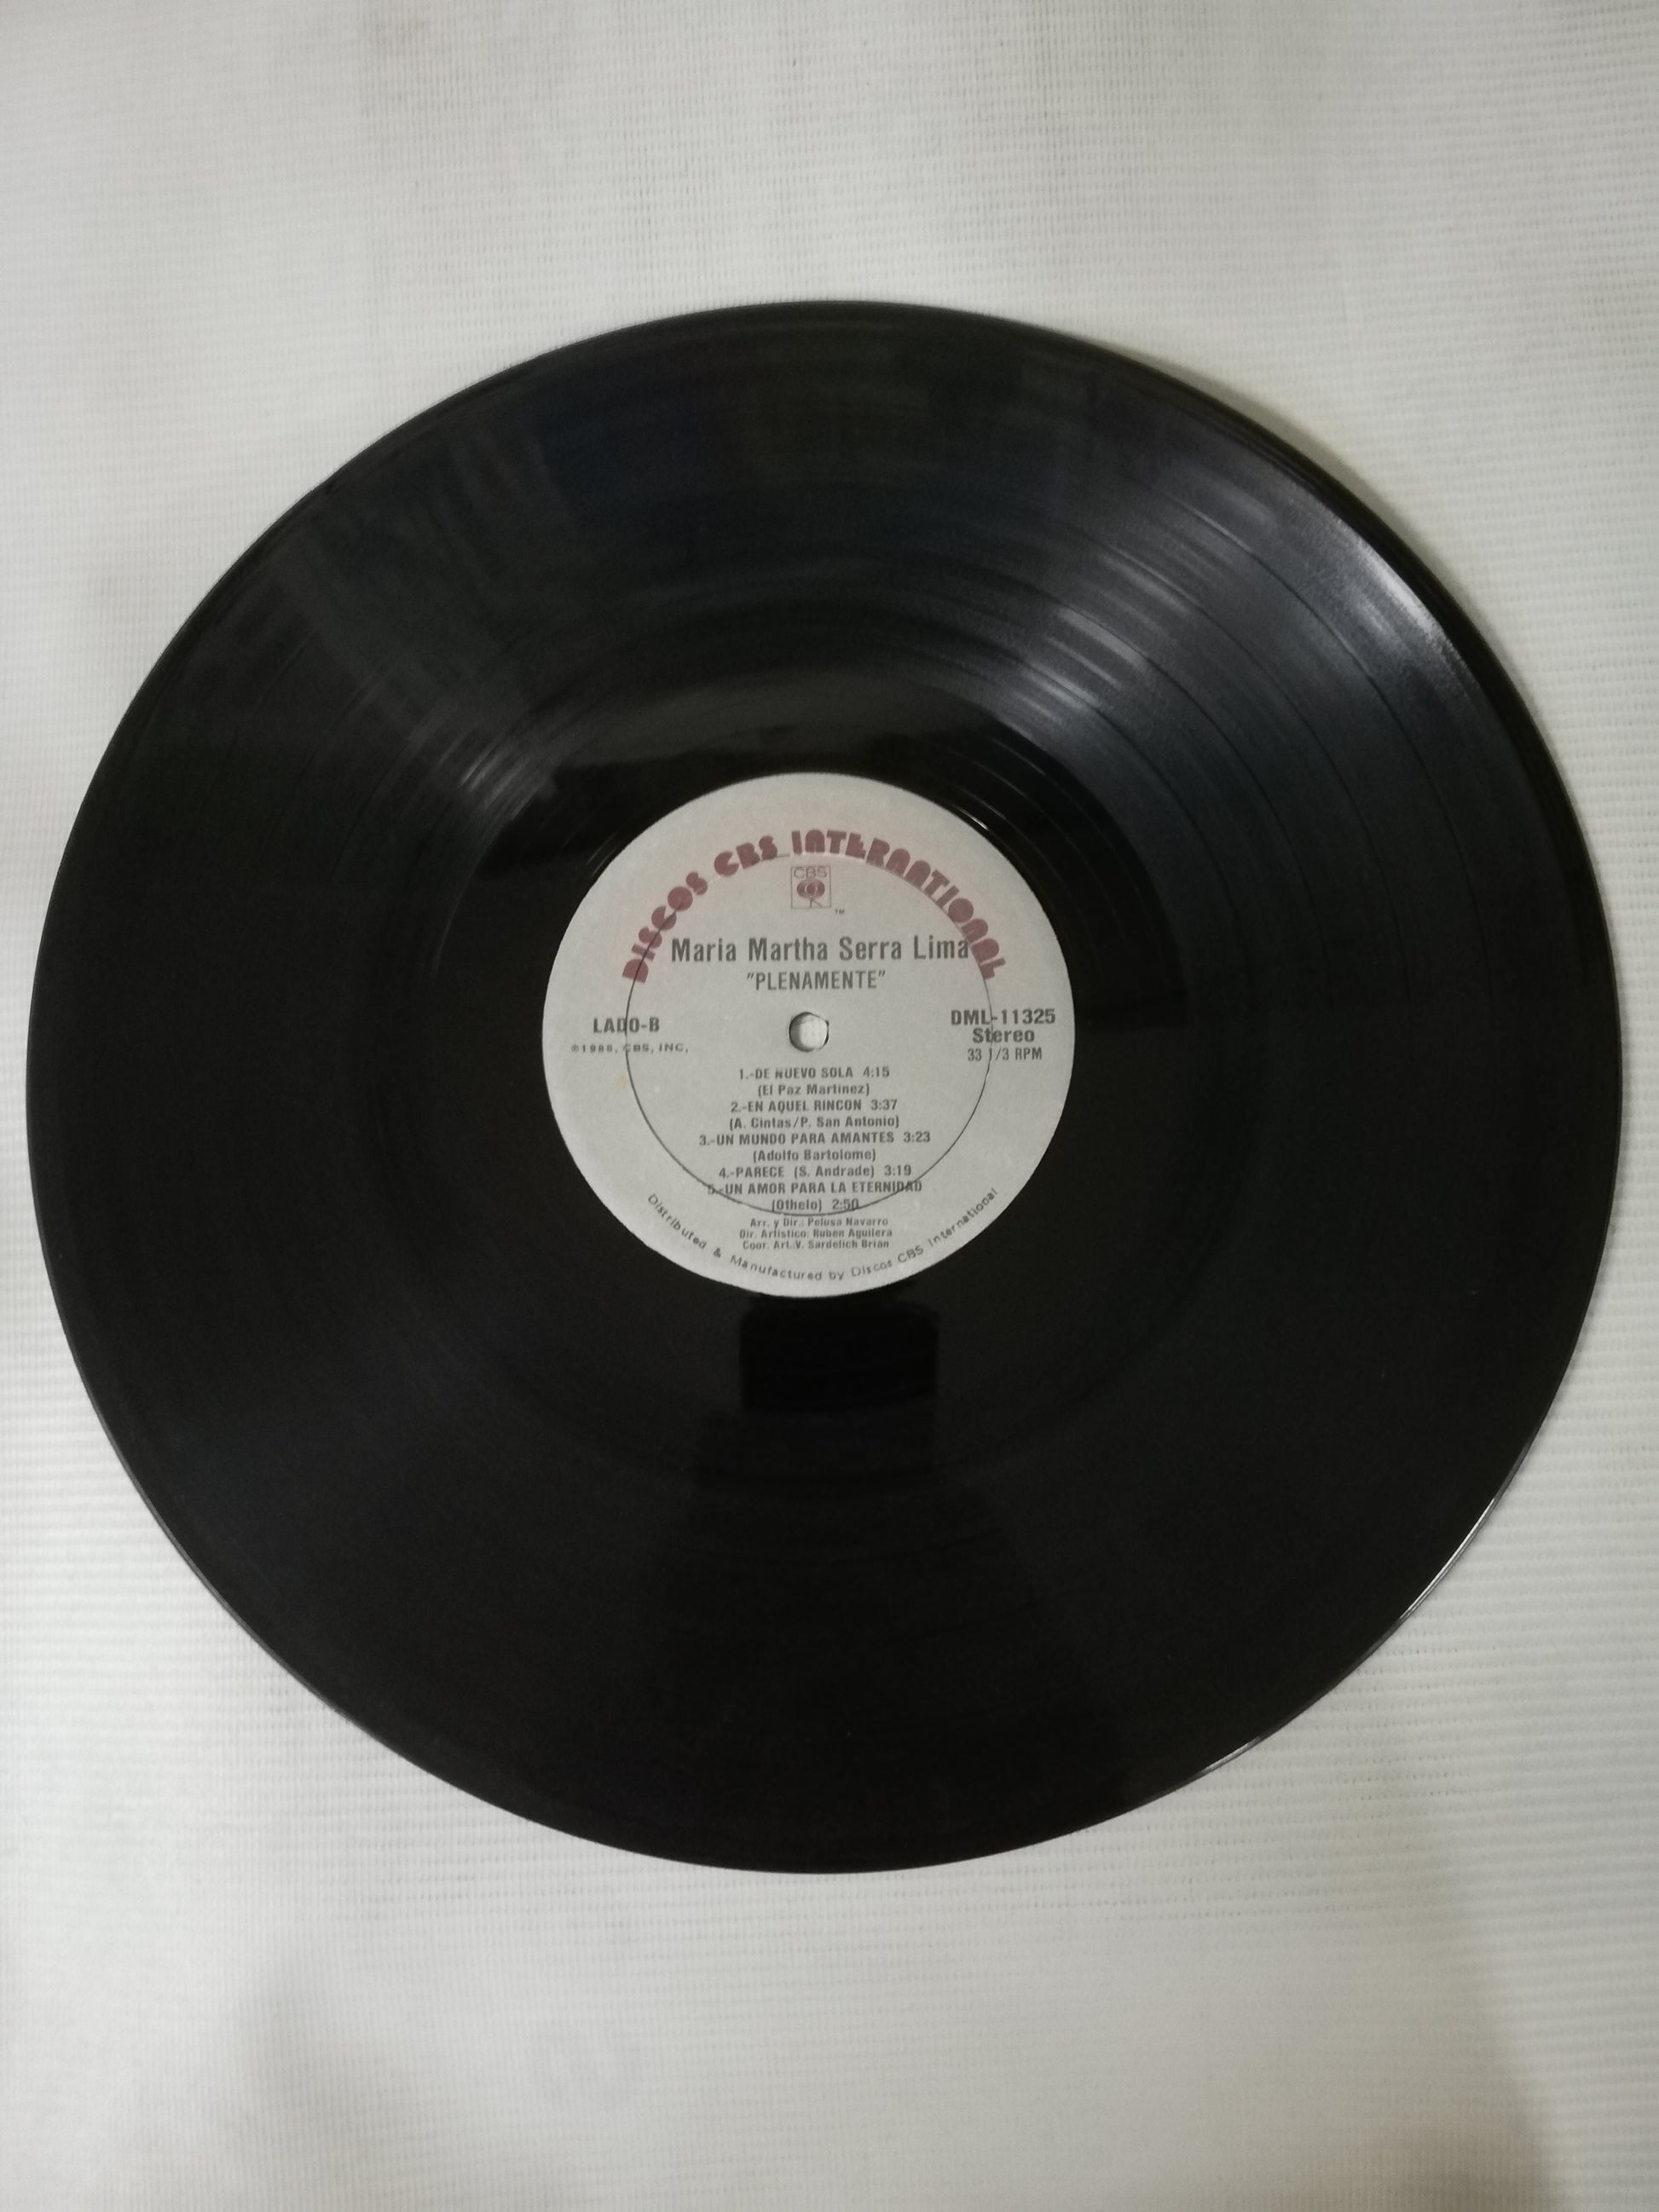 DISCOS CBS INTERNATIONAL
CBS
TM
Maria Martha Serra Lima
"PLENAMENTE"
LADO-B
DML-11325
Stereo
33 1/3 RPM
CBS, INC,
1.-DE NUEVO SOLA 4:15
(El Paz Martinez)
2.-EN AQUEL RINCON 3:37
(A. Cintas/P. San Antonio)
3.-UN MUNDO PARA AMANTES 3:23
(Adolfo Bartolome)
4.-PARECE (S. Andrade) 3:19
5.-UN AMOR PARA LA ETERNIDAD
(Othelo) 2:50
Arr. y Dir.: Pelusa Navarro
Dir. Artistico: Ruben Aguilera
Coor. Art.:V. Sardelich Brian
Distributed & Manufactured by Discos CBS International